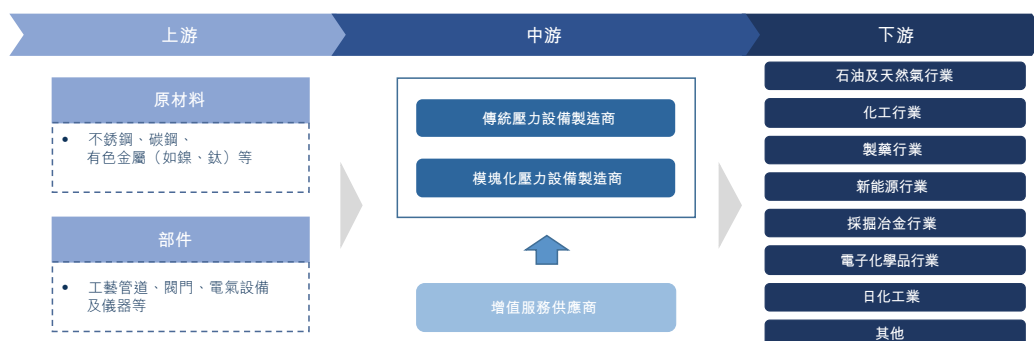 上游
中游
下游
原材料
• 不銹鋼、碳鋼、
有色金屬（如鎳、鈦）等
部件
• 工藝管道、閥門、電氣設備
及儀器等
傳統壓力設備製造商
模塊化壓力設備製造商
增值服務供應商
石油及天然氣行業
化工行業
製藥行業
新能源行業
採掘冶金行業
電子化學品行業
日化工業
其他